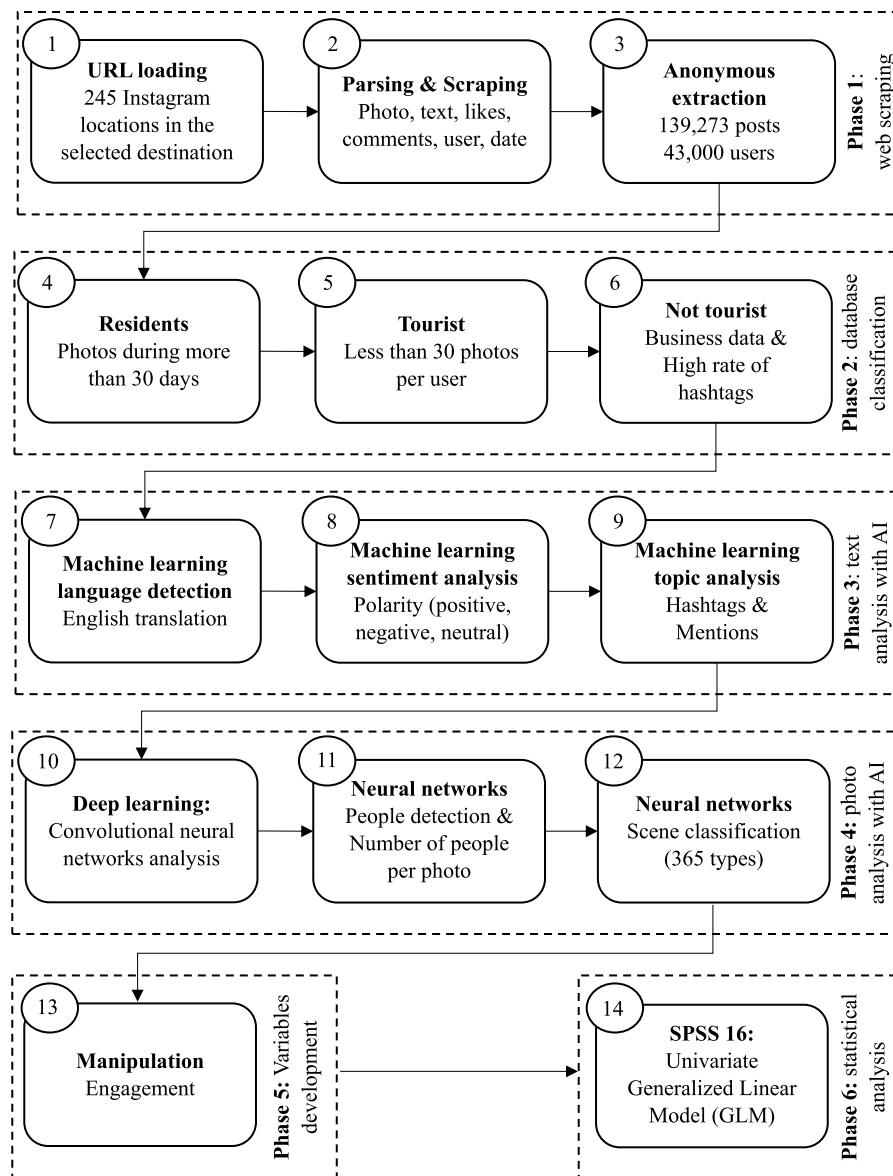 1
URL loading
245 Instagram
locations in the
selected destination
2
Parsing & Scraping
Photo, text, likes,
comments, user, date
3
Anonymous
extraction
139,273 posts
43,000 users
Phase 1:
web scraping
4
Residents
Photos during more
than 30 days
5
Tourist
Less than 30 photos
per user
6
Not tourist
Business data &
High rate of
hashtags
Phase 2: database
classification
7
Machine learning
language detection
English translation
8
Machine learning
sentiment analysis
Polarity (positive,
negative, neutral)
9
Machine learning
topic analysis
Hashtags &
Mentions
Phase 3: text
analysis with AI
10
Deep learning:
Convolutional neural
networks analysis
11
Neural networks
People detection &
Number of people
per photo
12
Neural networks
Scene classification
(365 types)
Phase 4: photo
analysis with AI
13
Manipulation
Engagement
Phase 5: Variables
development
14
SPSS 16:
Univariate
Generalized Linear
Model (GLM)
Phase 6: statistical
analysis